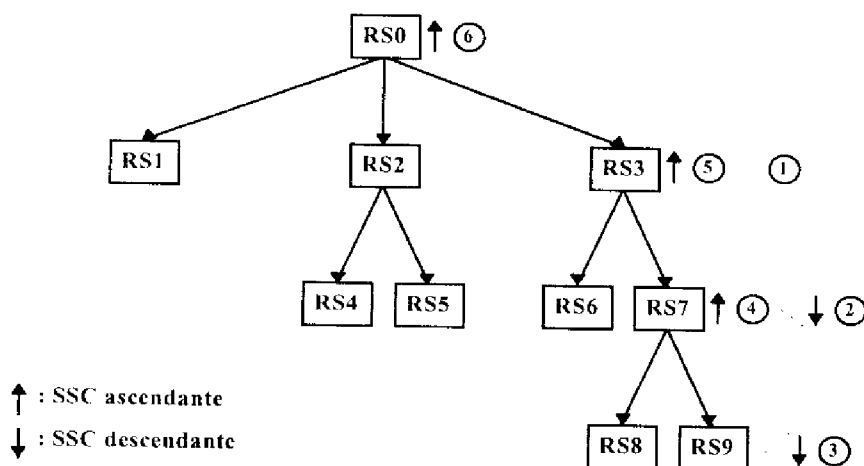 RS0 6
RS1 RS2 RS3 5 1
RS4 RS5 RS6 RS7 4 2
: SSC ascendante
: SSC descendante RS8 RS9 3